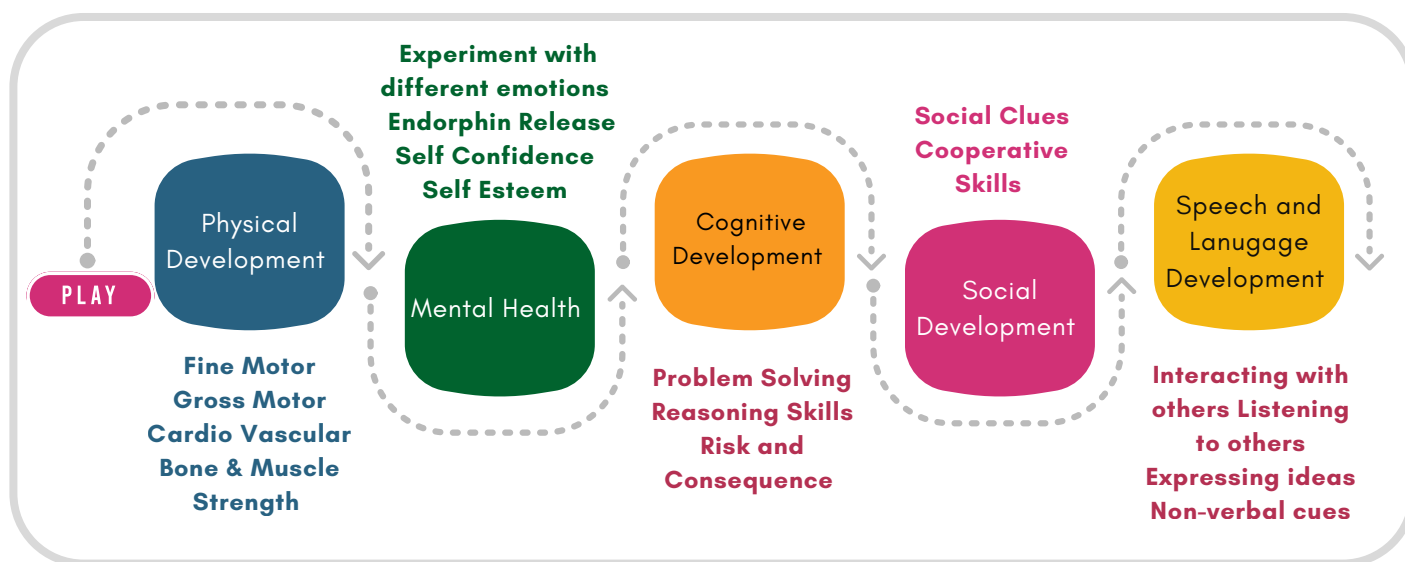 PLAY
Physical
Development
Fine Motor
Gross Motor
Cardio Vascular
Bone & Muscle
Strength
Experiment with
different emotions
Endorphin Release
Self Confidence
Self Esteem
Mental Health
Cognitive
Development
Problem Solving
Reasoning Skills
Risk and
Consequence
Social Clues
Cooperative
Skills
Social
Development
Speech and
Lanugage
Development
Interacting with
others Listening
to others
Expressing ideas
Non-verbal cues